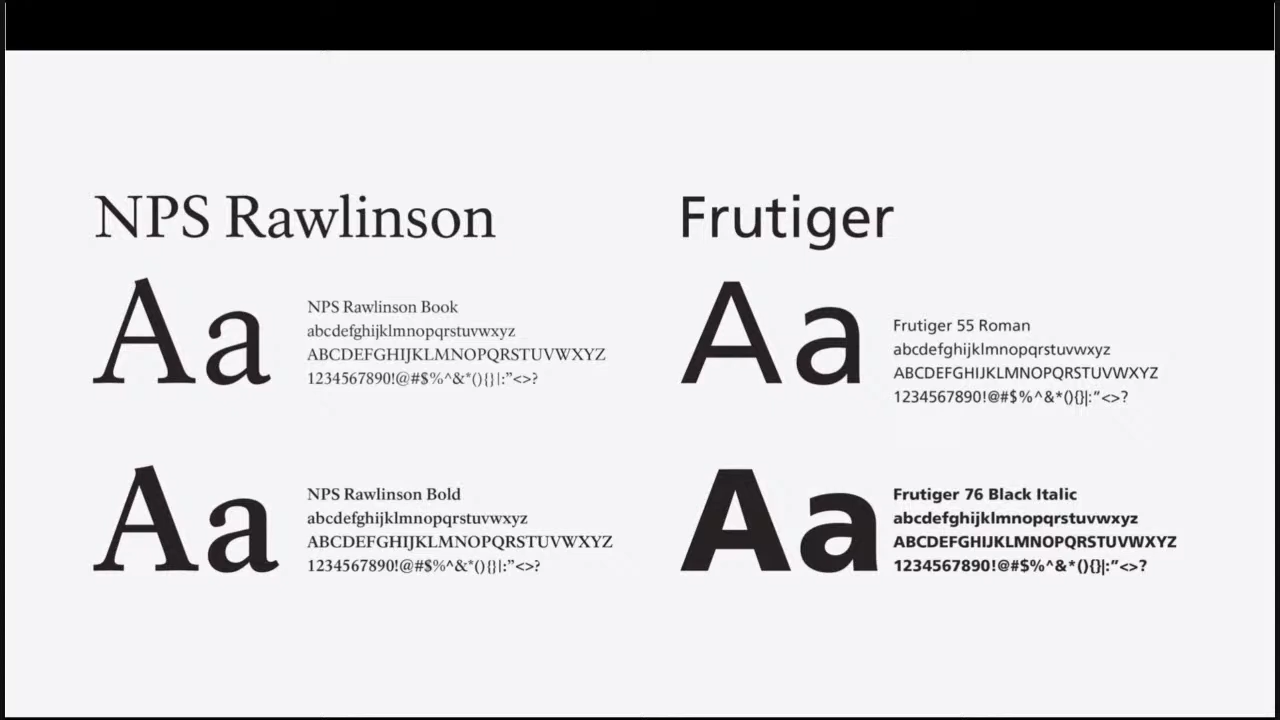 NPS Rawlinson
Aa
NPS Rawlinson Book
abcdefghijklmnopqrstuvwxyz
ABCDEFGHIJKLMNOPQRSTUVWXYZ
1234567890!@#$%^&*(){}|:”<>?
Aa
NPS Rawlinson Bold
abcdefghijklmnopqrstuvwxyz
ABCDEFGHIJKLMNOPQRSTUVWXYZ
1234567890!@#$%^&*(){}|:”<>?
Frutiger
Aa
Frutiger 55 Roman
abcdefghijklmnopqrstuvwxyz
ABCDEFGHIJKLMNOPQRSTUVWXYZ
1234567890!@#$%^&*(){}|:”<>?
Aa
Frutiger 76 Black Italic
abcdefghijklmnopqrstuvwxyz
ABCDEFGHIJKLMNOPQRSTUVWXYZ
1234567890!@#$%^&*(){}|:”<>?